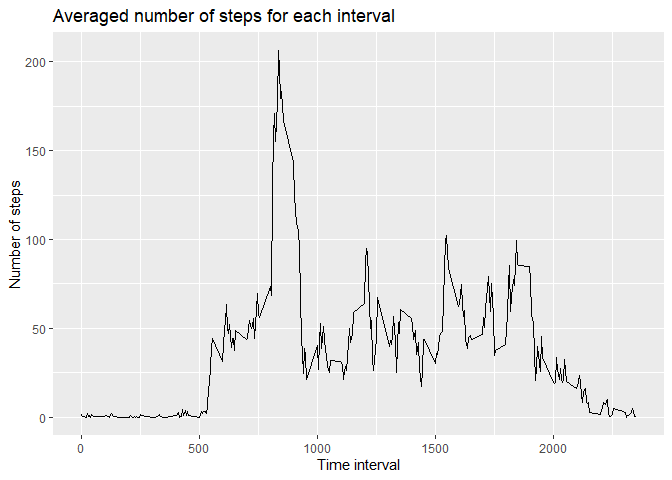 Averaged number of steps for each interval
200
150
100
50
0
Number of steps
0 500 1000 1500 2000
Time interval